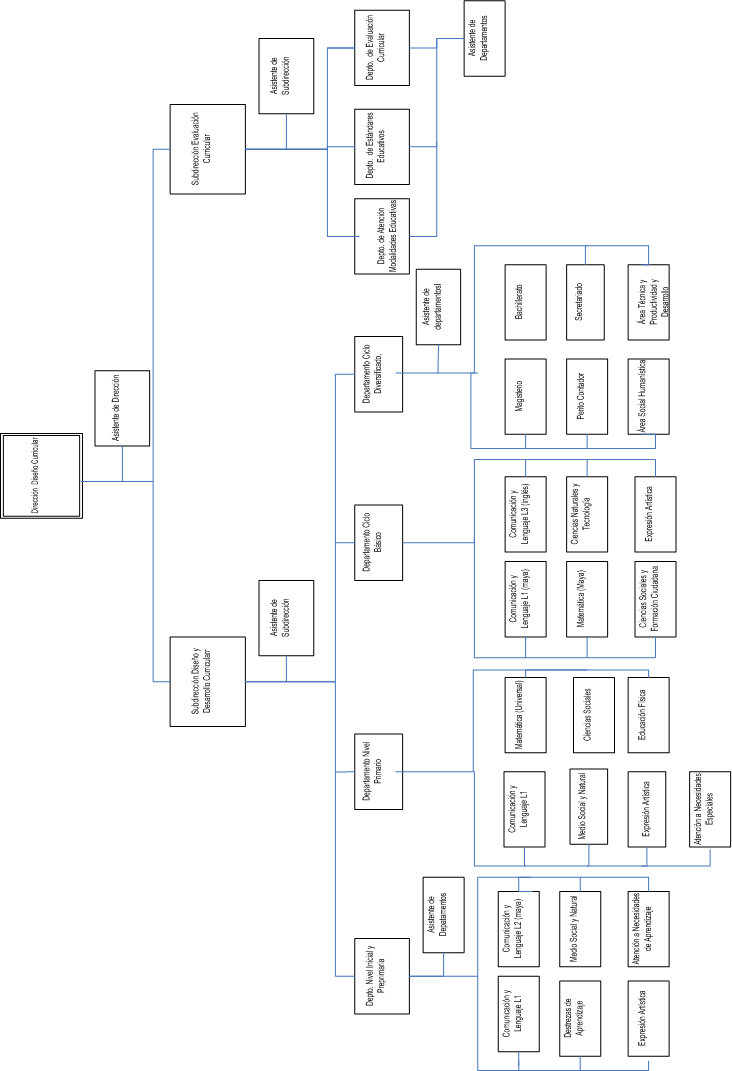 Dirección Diseño Curricular
Asistente de Dirección
Subdirección Diseño y
Desarrollo Curricularr
Subdirección Evaluación
Curricular
Asistente de
Subdirección
Asistente de
Subdirección
Depto. Nivel Inicial y
Preprimaria
Departamento Nivel
Primario
Departamento Ciclo
Básico
Departamento Ciclo
Diversificado,
Depto. de Atención
Modalidades Educativas
Depto. de Estándares
Educativos
Depto. de Evaluación
Curricular
Asistente de
Depatamentos
Asistente de
departamentosl
Asistente de
Departamentos
Comunicación y
Lenguaje L1
Comunicación y
Lenguaje L2 (maya)
Destrezas de
Aprendizaje
Medio Social y Natural
Expresión Artística
Atención a Necesidades
de Aprendizaje
Comunicación y
Lenguaje L1
Matemática (Universal)
Medio Social y Natural
Ciencias Sociales
Expresión Artística
Educación Física
Atención a Necesidades
Especiales
Comunicación y
Lenguaje L1 (maya)
Comunicación y
Lenguaje L3 (inglés)
Matemática (Maya)
Ciencias Naturales y
Tecnología
Ciencias Sociales y
Formación Ciudadana
Expresión Artística
Magisterio
Bachillerato
Perito Contador
Secretariado
Área Social Humanística
Área Técnica y
Productividad y
Desarrollo